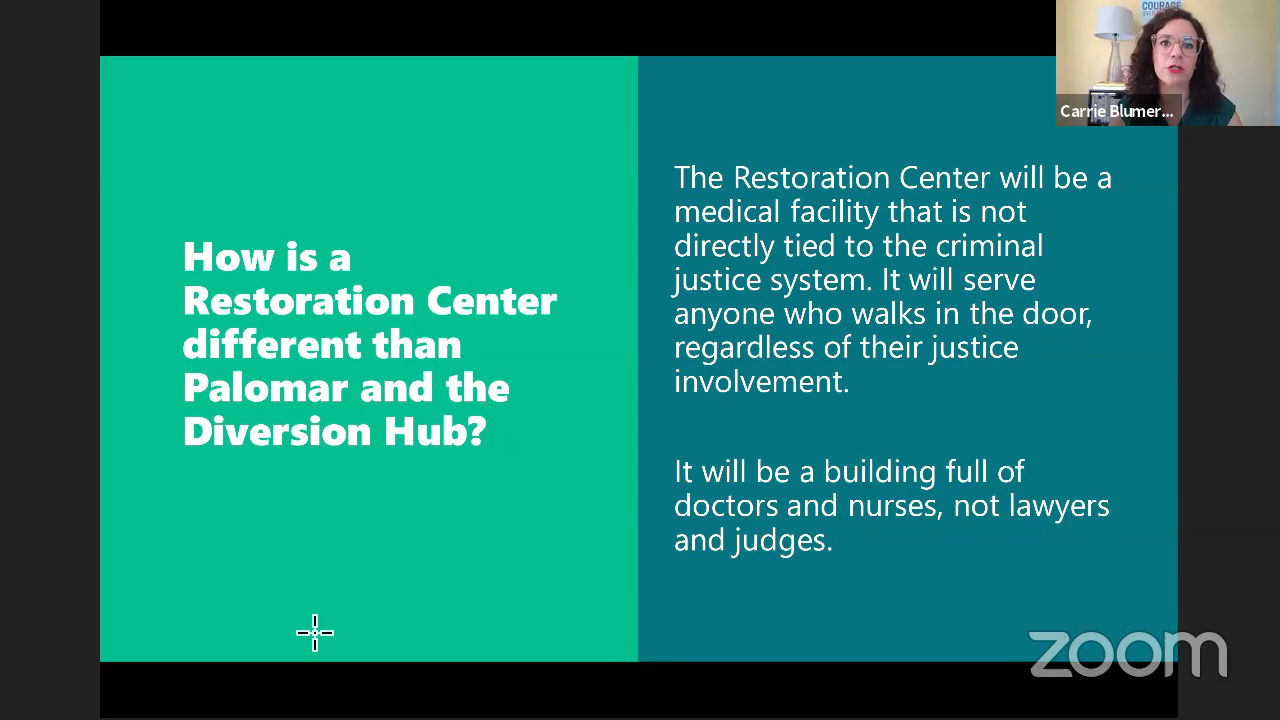 COURAGE
Carrie Blumer...
How is a
Restoration Center
different than
Palomar and the
Diversion Hub?
The Restoration Center will be a
medical facility that is not
directly tied to the criminal
justice system. It will serve
anyone who walks in the door,
regardless of their justice
involvement.
It will be a building full of
doctors and nurses, not lawyers
and judges.
zoom